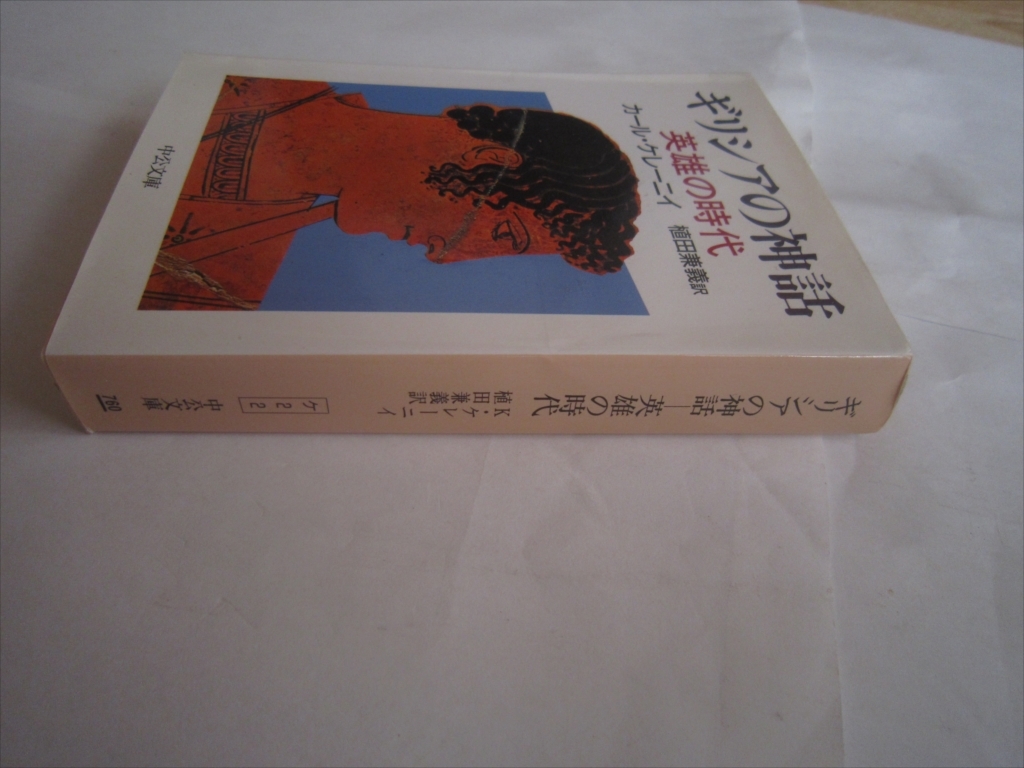 ギリシアの神話
英雄の時代
カール・ケレーニイ
植田兼義訳
中公文庫
ギリシアの神話―英雄の時代
K・ケレーニイ
植田兼義訳
ケ 2 2
中公文庫
760